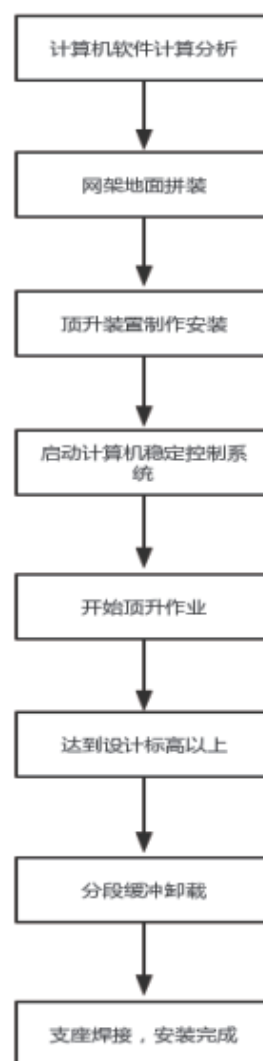 计算机软件计算分析
网架地面拼装
顶升装置制作安装
启动计算机稳定控制系
统
开始顶升作业
达到设计标高以上
分段缓冲卸载
支座焊接，安装完成